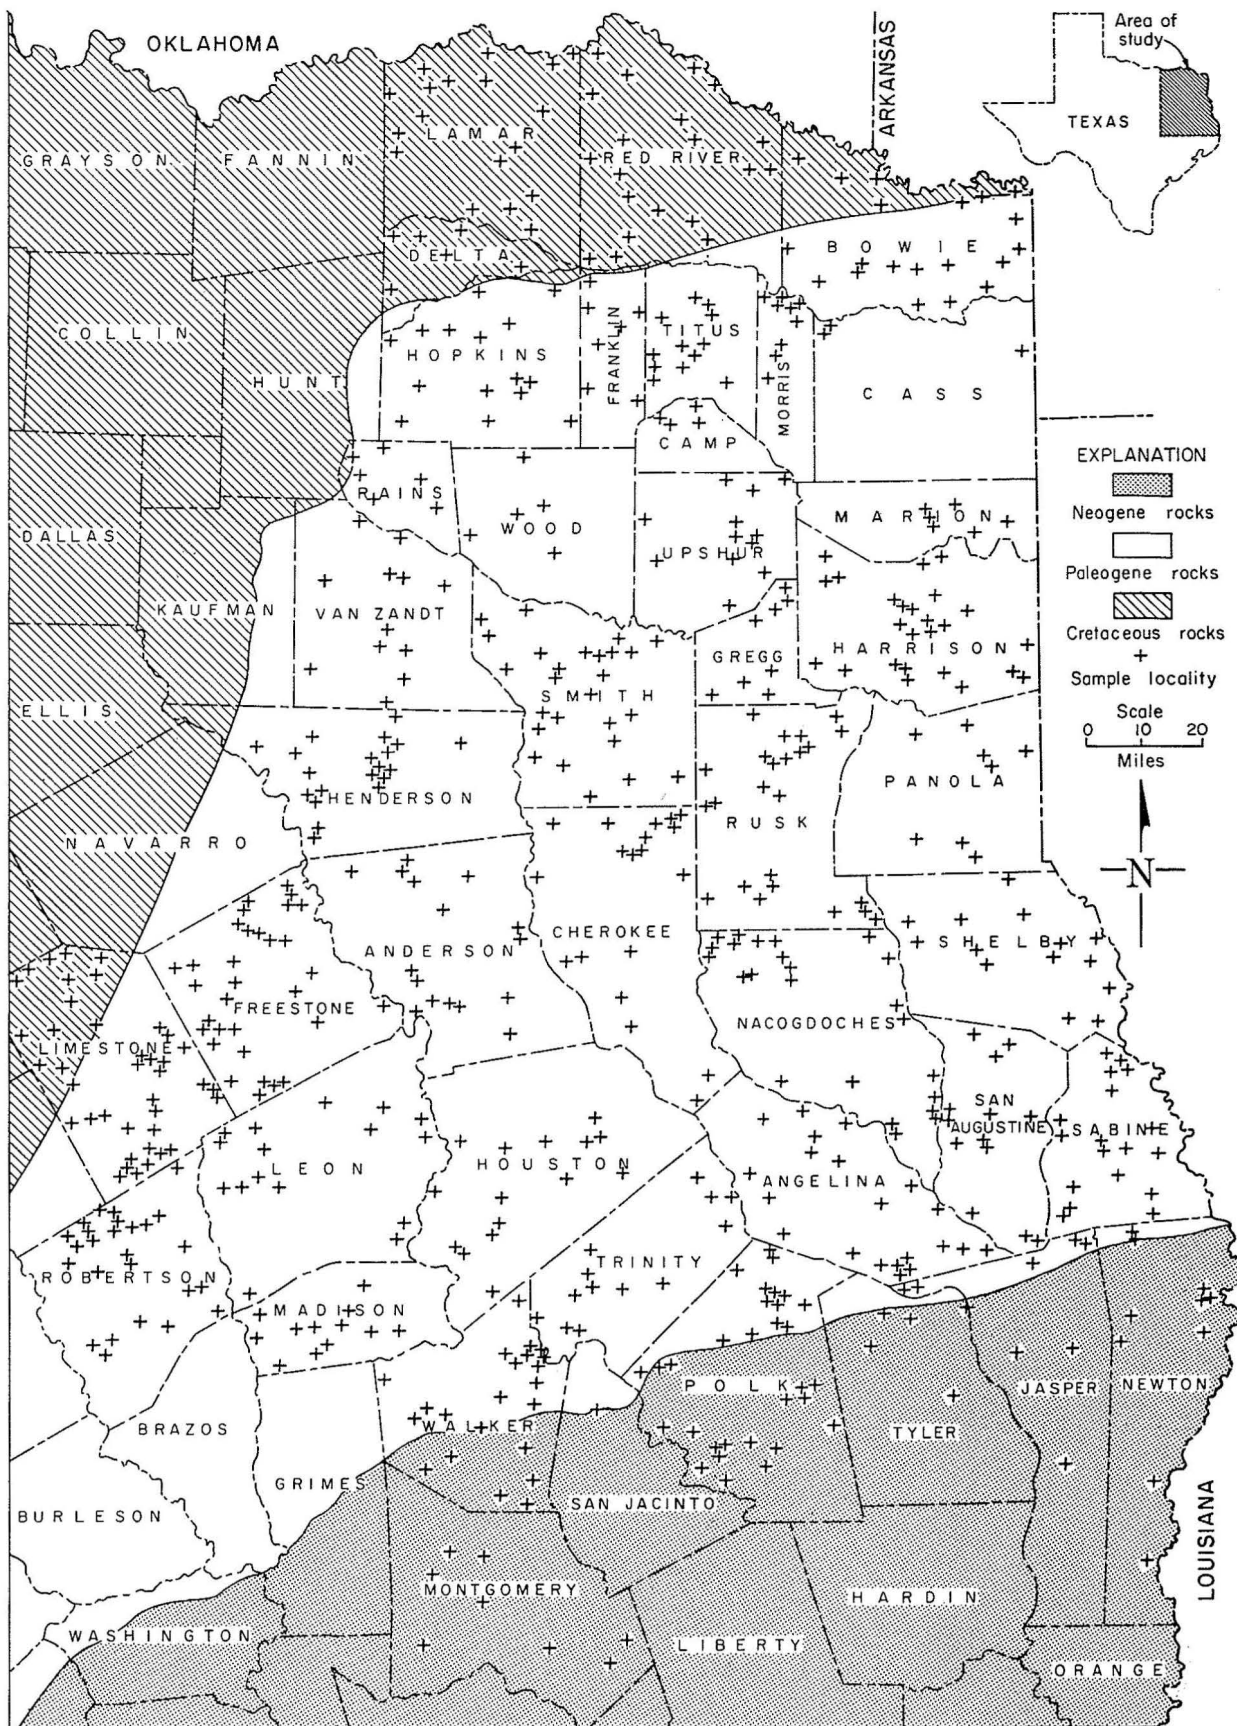 OKLAHOMA
ARKANSAS
Area of
study
TEXAS
GRAYSON
FANNIN
LAMAR
RED RIVER
DELTA
BOWIE
COLLIN
HUNT
HOPKINS
FRANKLIN
TITUS
MORRIS
CASS
CAMP
EXPLANATION
Neogene rocks
Paleogene rocks
Cretaceous rocks
Sample locality
Scale
0 10 20
Miles
N
RAINS
WOOD
UPSHUR
MARION
DALLAS
KAUFMAN
VAN ZANDT
GREGG
HARRISON
SMITH
ELLIS
HENDERSON
RUSK
PANOLA
NAVARRO
ANDERSON
CHEROKEE
SHELBY
FREESTONE
NACOGDOCHES
LIMESTONE
SAN
AUGUSTINE
SABINE
LEON
HOUSTON
ANGELINA
ROBERTSON
TRINITY
MADISON
POLK
JASPER
NEWTON
BRAZOS
WALKER
TYLER
GRIMES
SAN JACINTO
BURLESON
LOUISIANA
MONTGOMERY
HARDIN
WASHINGTON
LIBERTY
ORANGE